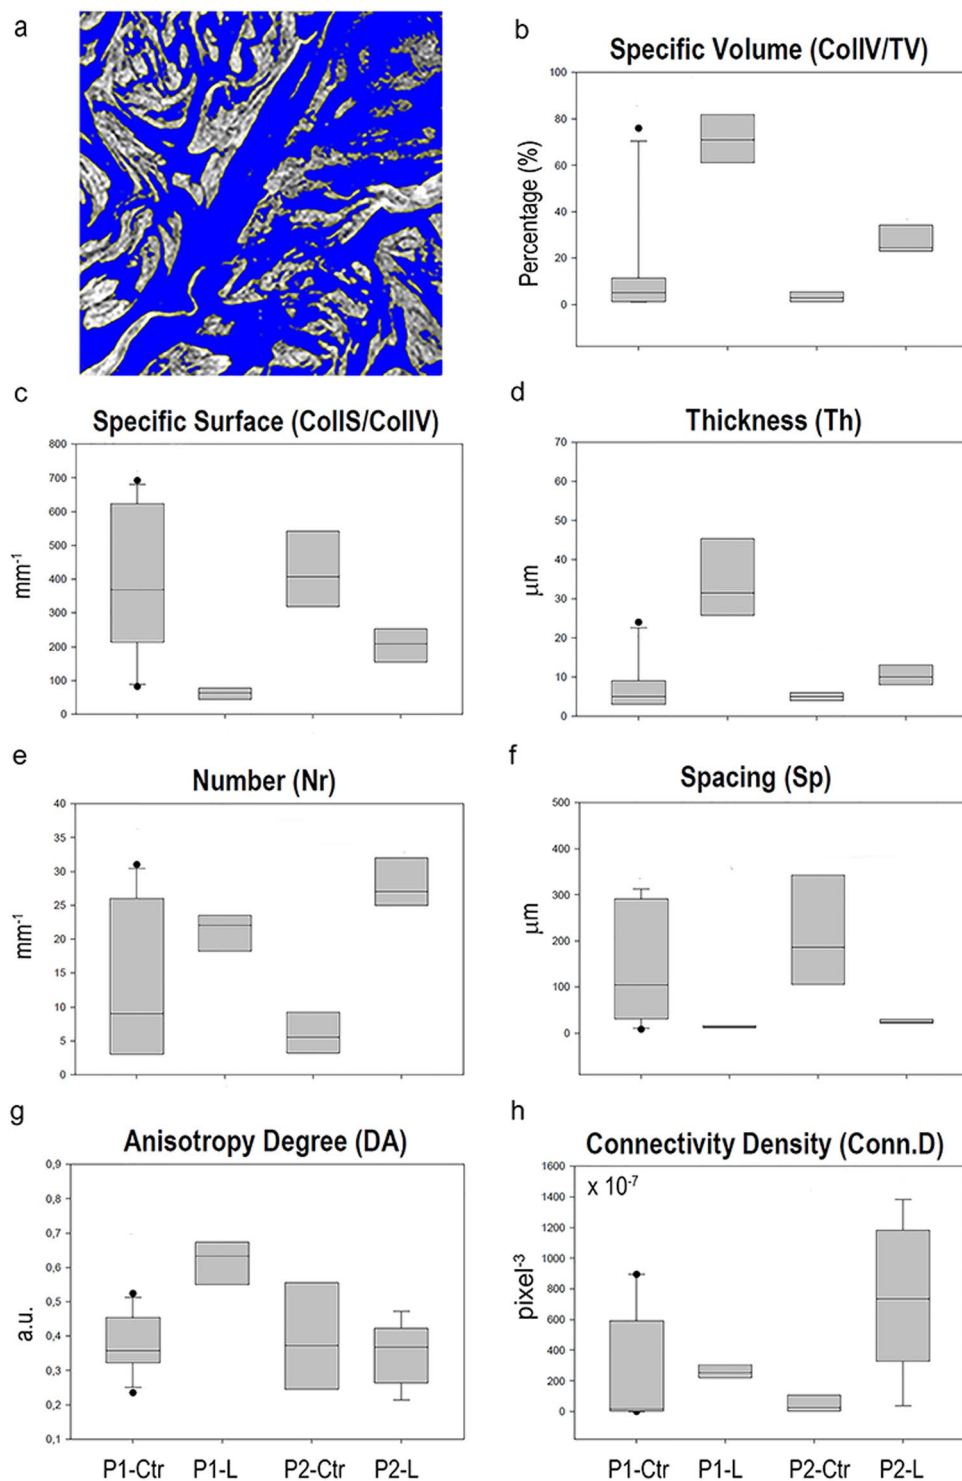 a
b
Specific Volume (CollV/TV)
100
80
60
40
20
0
Percentage (%)
c
Specific Surface (CollS/CollV)
800
700
600
500
400
300
200
100
0
mm-1
d
Thickness (Th)
70
60
50
40
30
20
10
0
µm
e
Number (Nr)
40
35
30
25
20
15
10
5
0
mm-1
f
Spacing (Sp)
500
400
300
200
100
0
µm
g
Anisotropy Degree (DA)
0,9
0,8
0,7
0,6
0,5
0,4
0,3
0,2
0,1
a.u.
P1-Ctr P1-L P2-Ctr P2-L
h
Connectivity Density (Conn.D)
x 10-7
1600
1400
1200
1000
800
600
400
200
0
pixel-3
P1-Ctr P1-L P2-Ctr P2-L